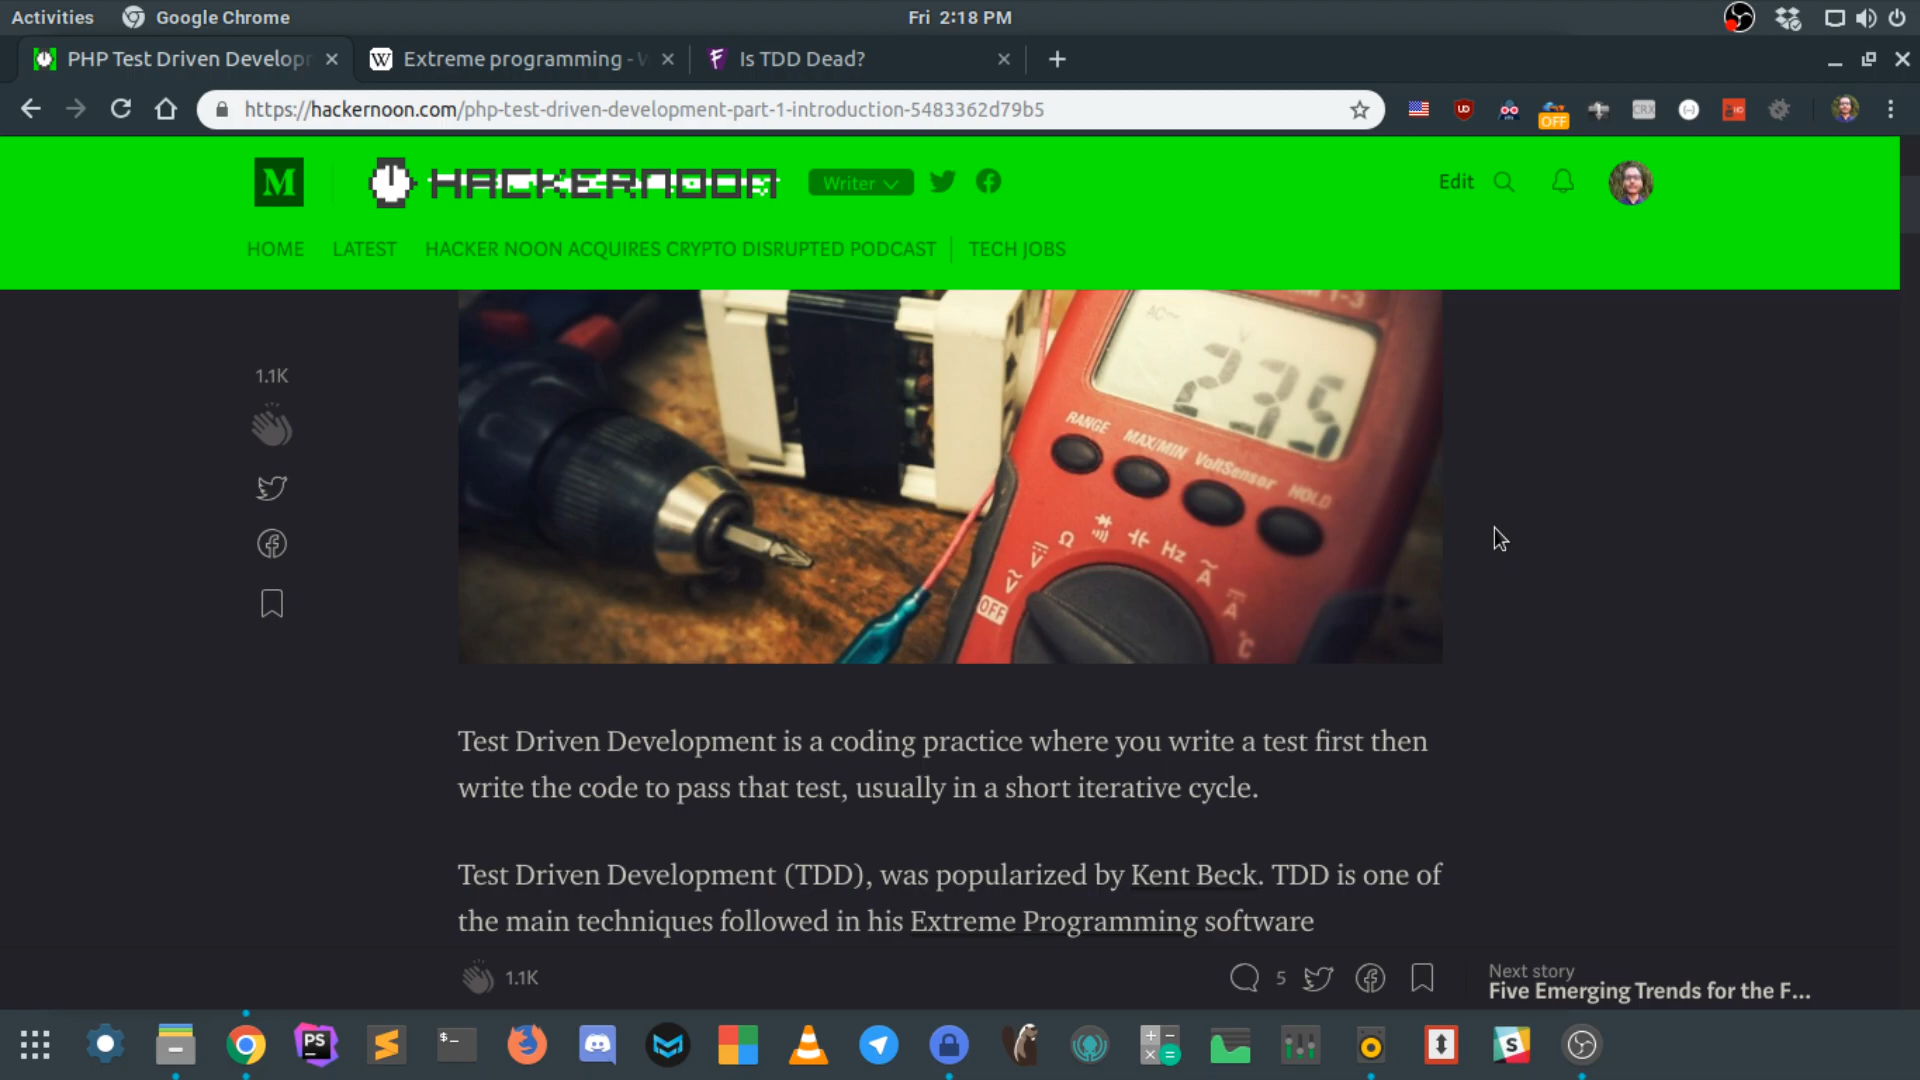 Activities
Google Chrome
Fri 2:18 PM
PHP Test Driven Develop
Extreme programming -
Is TDD Dead?
https://hackernoon.com/php-test-driven-development-part-1-introduction-5483362d79b5
UD
OFF
CRX
M
HACKERNOON
Writer
Edit
HOME
LATEST
HACKER NOON ACQUIRES CRYPTO DISRUPTED PODCAST
TECH JOBS
1.1K
AC
V
235
RANGE
MAX/MIN
VoltSensor
HOLD
Ω
Hz
V
V
A
A
OFF
°C
Test Driven Development is a coding practice where you write a test first then
write the code to pass that test, usually in a short iterative cycle.
Test Driven Development (TDD), was popularized by Kent Beck. TDD is one of
the main techniques followed in his Extreme Programming software
1.1K
5
Next story
Five Emerging Trends for the F...
PS
S
$_
S